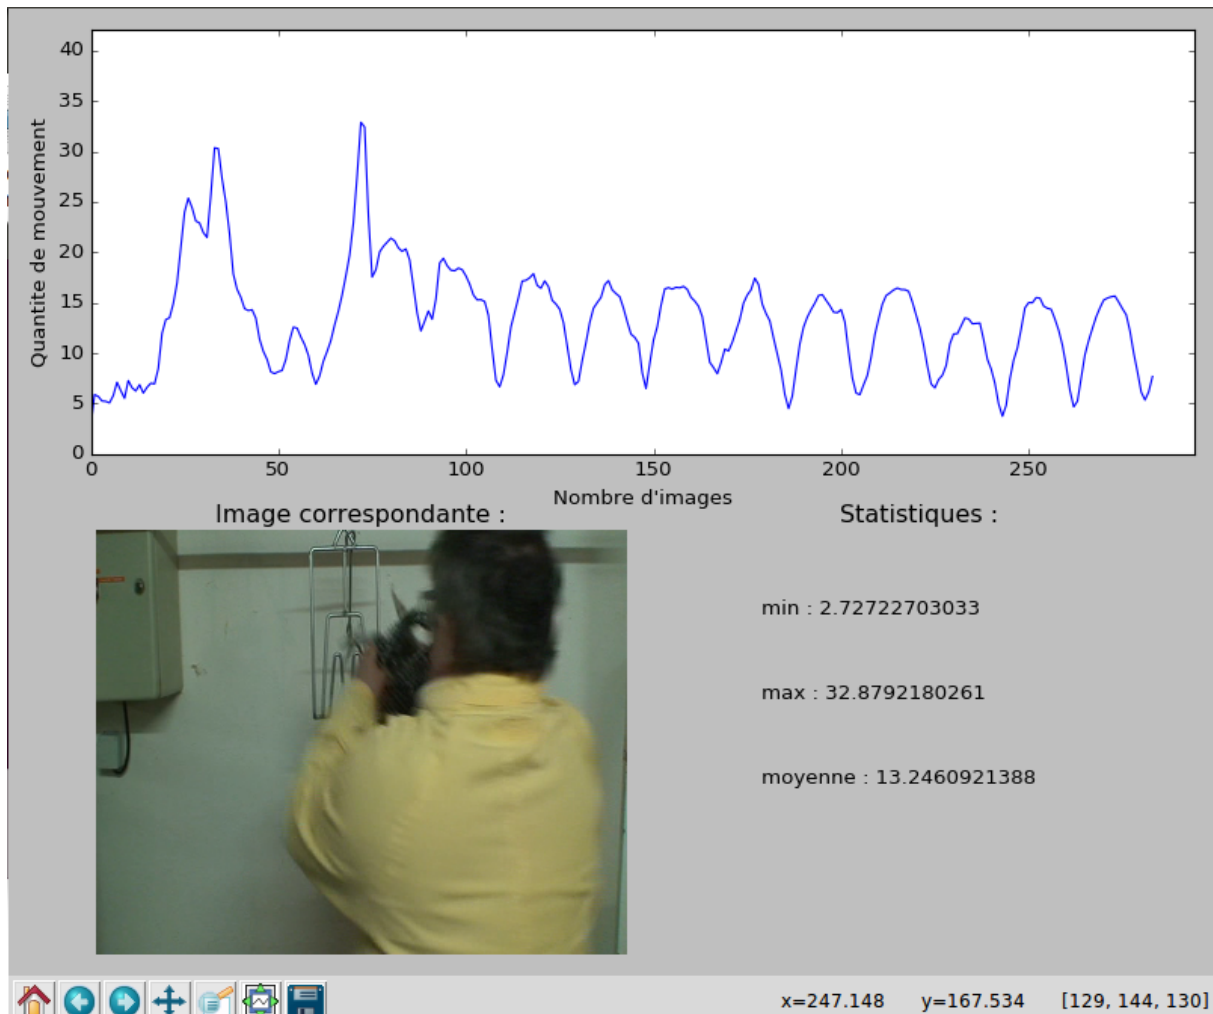 40
35
30
25
20
15
10
5
0
Quantite de mouvement
0 50 100 150 200 250
Nombre d'images
Image correspondante :
Statistiques :
min : 2.72722703033
max : 32.8792180261
moyenne : 13.2460921388
x=247.148 y=167.534 [129, 144, 130]